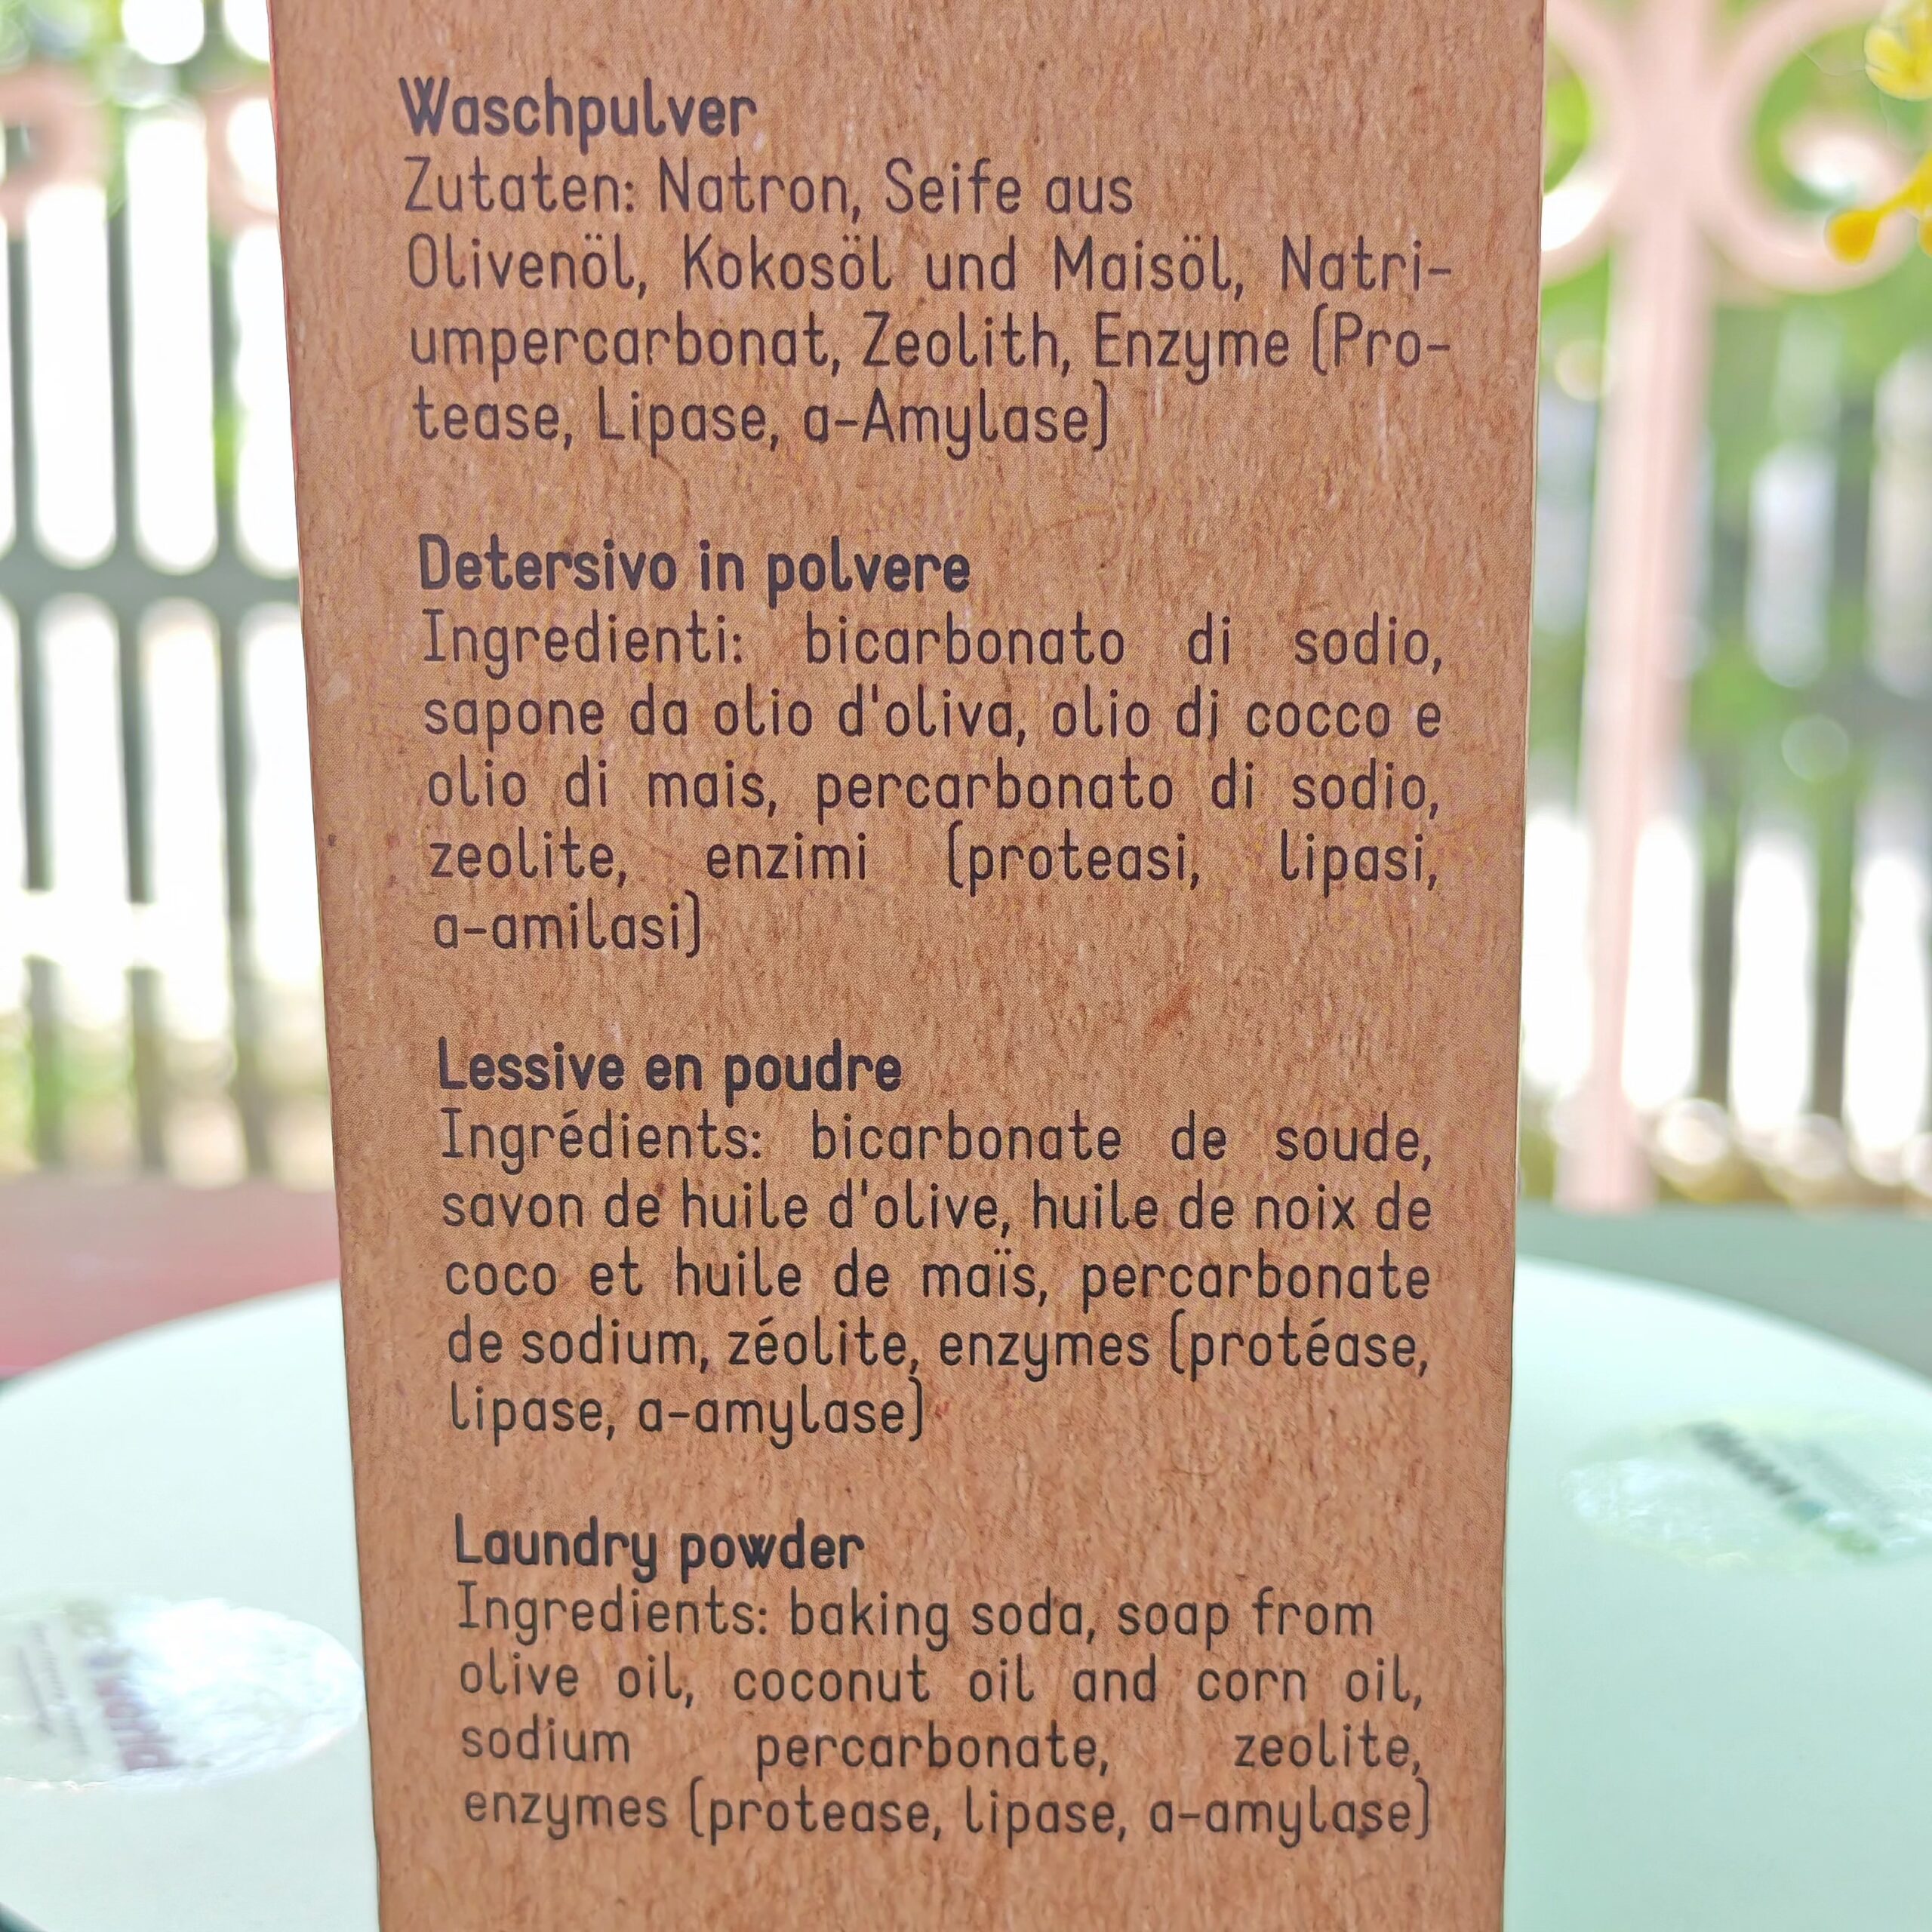 Waschpulver
Zutaten: Natron, Seife aus
Olivenöl, Kokosöl und Maisöl, Natri-
umpercarbonat, Zeolith, Enzyme (Pro-
tease, Lipase, a-Amylase)
Detersivo in polvere
Ingredienti: bicarbonato di sodio,
sapone da olio d'oliva, olio di cocco e
olio di mais, percarbonato di sodio,
zeolite, enzimi (proteasi, lipasi,
a-amilasi)
Lessive en poudre
Ingrédients: bicarbonate de soude,
savon de huile d'olive, huile de noix de
coco et huile de maïs, percarbonate
de sodium, zéolite, enzymes (protéase,
lipase, a-amylase)
Laundry powder
Ingredients: baking soda, soap from
olive oil, coconut oil and corn oil,
sodium percarbonate, zeolite,
enzymes (protease, lipase, a-amylase)